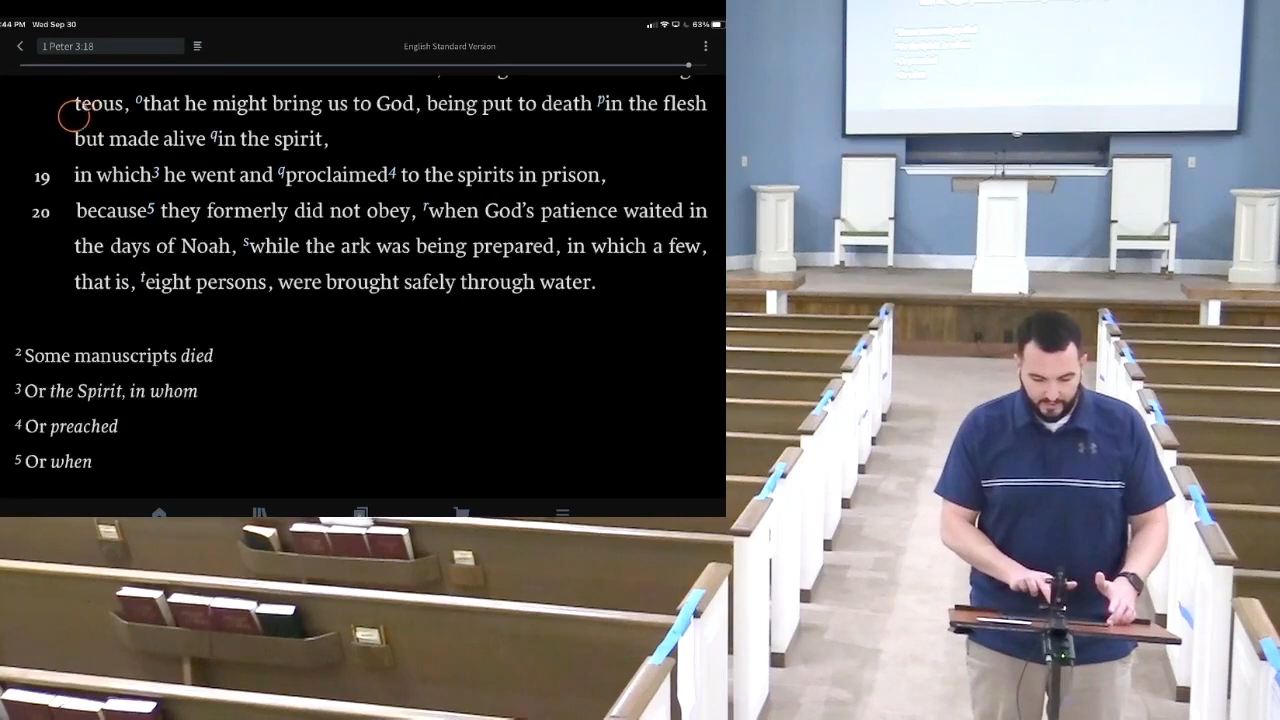 :44 PM Wed Sep 30
63%
1 Peter 3:18
English Standard Version
teous, othat he might bring us to God, being put to death pin the flesh
but made alive qin the spirit,
19 in which3 he went and qproclaimed4 to the spirits in prison,
20 because5 they formerly did not obey, rwhen God’s patience waited in
the days of Noah, swhile the ark was being prepared, in which a few,
that is, teight persons, were brought safely through water.
2 Some manuscripts died
3 Or the Spirit, in whom
4 Or preached
5 Or when